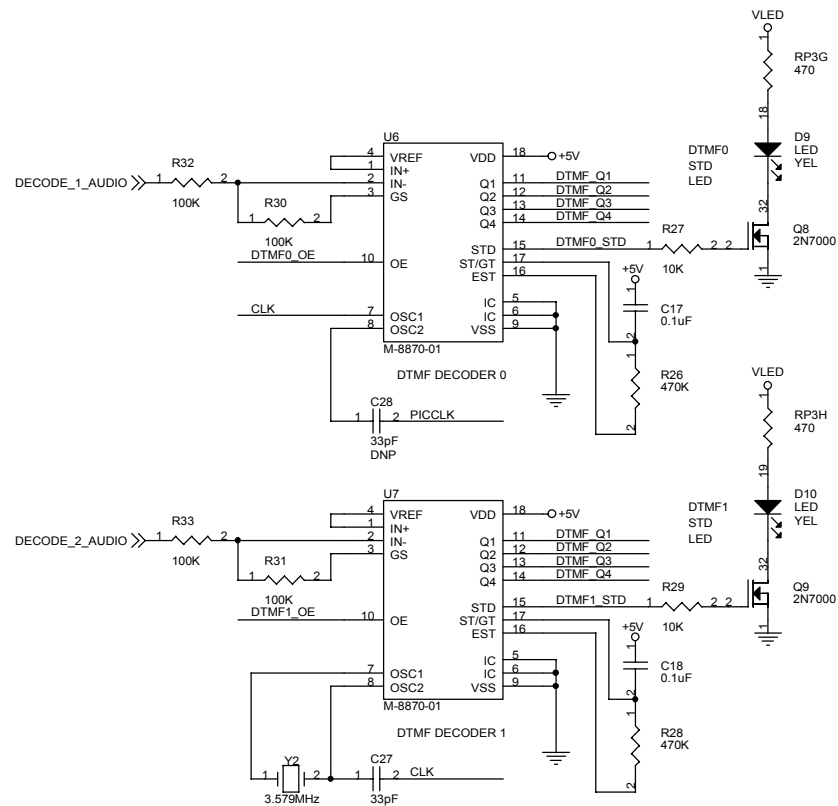 VLED
1
RP3G
470
18
D9
LED
YEL
DTMF0
STD
LED
32
Q8
2N7000
1
U6
4 VREF VDD 18 +5V
1 IN+
R32
DECODE_1_AUDIO 1 2 2 IN- Q1 11 DTMF_Q1
100K
3 GS Q2 12 DTMF_Q2
Q3 13 DTMF_Q3
Q4 14 DTMF_Q4
R30
1 2
100K
STD 15 DTMF0_STD
R27
1 2 2
10K
DTMF0_OE 10 OE ST/GT 17
EST 16
+5V
1
C17
0.1uF
2
IC 5
CLK 7 OSC1 IC 6
8 OSC2 VSS 9
M-8870-01
DTMF DECODER 0
1
R26
470K
2
C28
1 2 PICCLK
33pF
DNP
VLED
1
RP3H
470
19
D10
LED
YEL
DTMF1
STD
LED
32
Q9
2N7000
1
U7
4 VREF VDD 18 +5V
1 IN+
R33
DECODE_2_AUDIO 1 2 2 IN- Q1 11 DTMF_Q1
100K
3 GS Q2 12 DTMF_Q2
Q3 13 DTMF_Q3
Q4 14 DTMF_Q4
R31
1 2
100K
STD 15 DTMF1_STD
R29
1 2 2
10K
DTMF1_OE 10 OE ST/GT 17
EST 16
+5V
1
C18
0.1uF
2
IC 5
7 OSC1 IC 6
8 OSC2 VSS 9
M-8870-01
DTMF DECODER 1
1
R28
470K
2
Y2
1 2
3.579MHz
C27
1 2 CLK
33pF